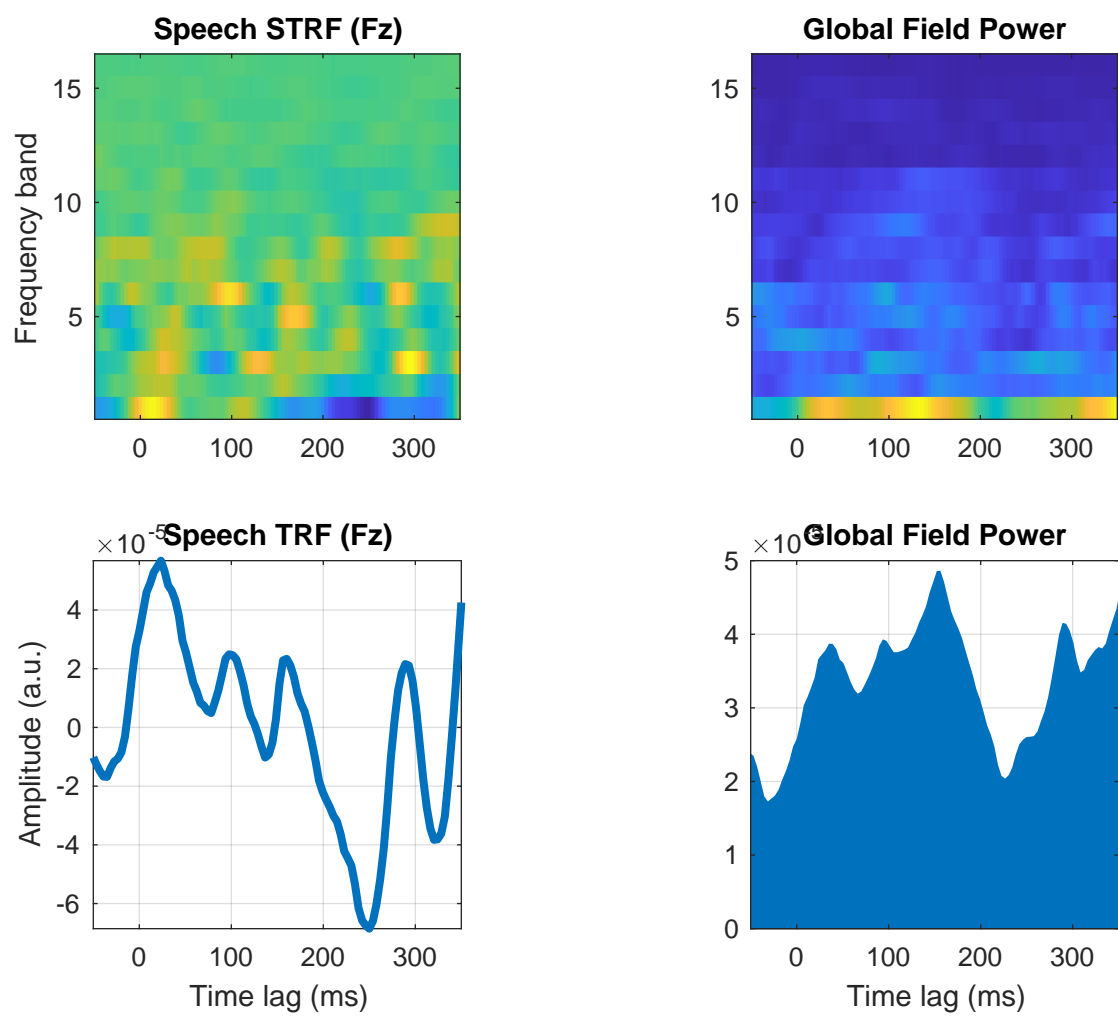 Speech STRF (Fz)
Frequency band
15
10
5
0 100 200 300
Global Field Power
15
10
5
0 100 200 300
Speech TRF (Fz)
×10-5
Amplitude (a.u.)
4
2
0
-2
-4
-6
0 100 200 300
Time lag (ms)
Global Field Power
×10-5
5
4
3
2
1
0
0 100 200 300
Time lag (ms)